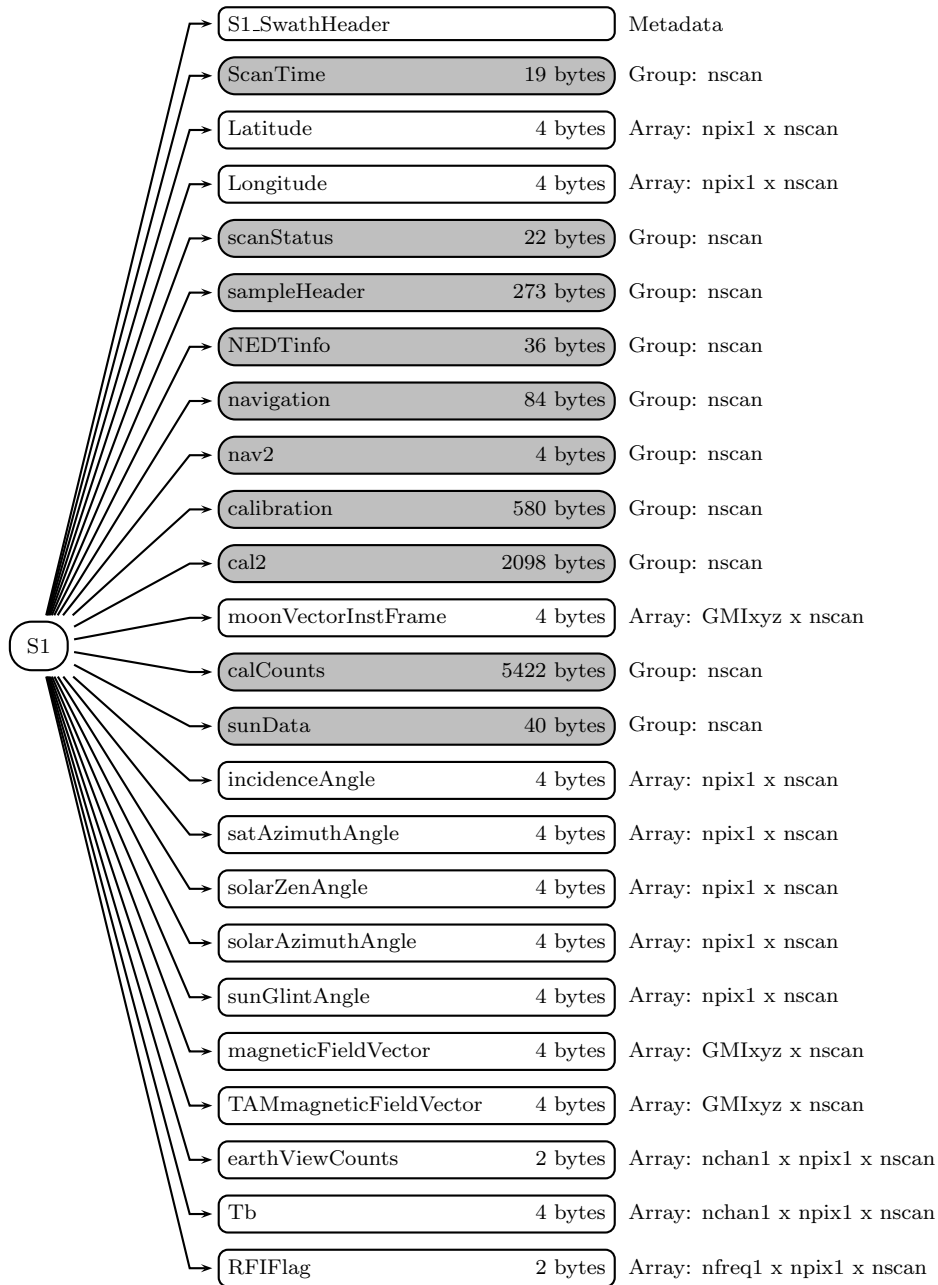 S1_SwathHeader Metadata
ScanTime 19 bytes Group: nscan
Latitude 4 bytes Array: npix1 x nscan
Longitude 4 bytes Array: npix1 x nscan
scanStatus 22 bytes Group: nscan
sampleHeader 273 bytes Group: nscan
NEDTinfo 36 bytes Group: nscan
navigation 84 bytes Group: nscan
nav2 4 bytes Group: nscan
calibration 580 bytes Group: nscan
cal2 2098 bytes Group: nscan
moonVectorInstFrame 4 bytes Array: GMIxyz x nscan
S1
calCounts 5422 bytes Group: nscan
sunData 40 bytes Group: nscan
incidenceAngle 4 bytes Array: npix1 x nscan
satAzimuthAngle 4 bytes Array: npix1 x nscan
solarZenAngle 4 bytes Array: npix1 x nscan
solarAzimuthAngle 4 bytes Array: npix1 x nscan
sunGlintAngle 4 bytes Array: npix1 x nscan
magneticFieldVector 4 bytes Array: GMIxyz x nscan
TAMmagneticFieldVector 4 bytes Array: GMIxyz x nscan
earthViewCounts 2 bytes Array: nchan1 x npix1 x nscan
Tb 4 bytes Array: nchan1 x npix1 x nscan
RFIFlag 2 bytes Array: nfreq1 x npix1 x nscan